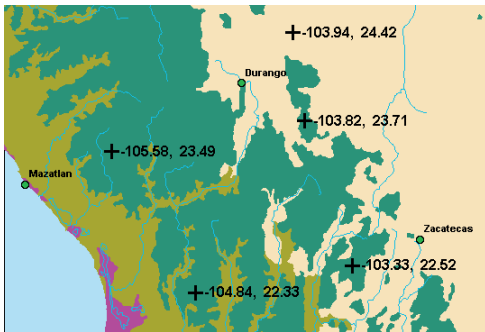 -103.94, 24.42
Durango
-103.82, 23.71
-105.58, 23.49
Mazatlan
Zacatecas
-103.33, 22.52
-104.84, 22.33